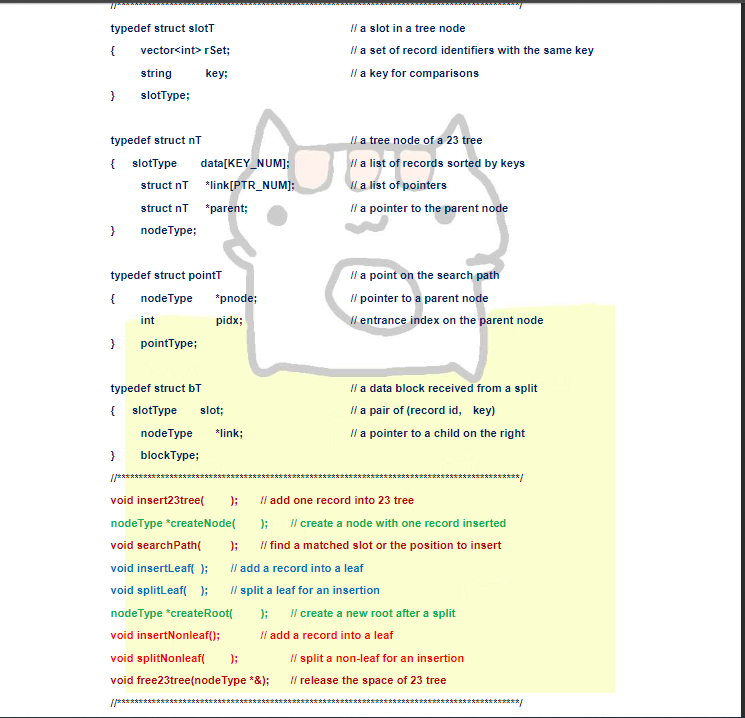 //***********************************************************************************************/
typedef struct slotT // a slot in a tree node
{ vector<int> rSet; // a set of record identifiers with the same key
string key; // a key for comparisons
} slotType;
typedef struct nT // a tree node of a 23 tree
{ slotType data[KEY_NUM]; // a list of records sorted by keys
struct nT *link[PTR_NUM]; // a list of pointers
struct nT *parent; // a pointer to the parent node
} nodeType;
typedef struct pointT // a point on the search path
{ nodeType *pnode; // pointer to a parent node
int pidx; // entrance index on the parent node
} pointType;
typedef struct bT // a data block received from a split
{ slotType slot; // a pair of (record id, key)
nodeType *link; // a pointer to a child on the right
} blockType;
//***********************************************************************************************/
void insert23tree( ); // add one record into 23 tree
nodeType *createNode( ); // create a node with one record inserted
void searchPath( ); // find a matched slot or the position to insert
void insertLeaf( ); // add a record into a leaf
void splitLeaf( ); // split a leaf for an insertion
nodeType *createRoot( ); // create a new root after a split
void insertNonleaf(); // add a record into a leaf
void splitNonleaf( ); // split a non-leaf for an insertion
void free23tree(nodeType *&); // release the space of 23 tree
//***********************************************************************************************/